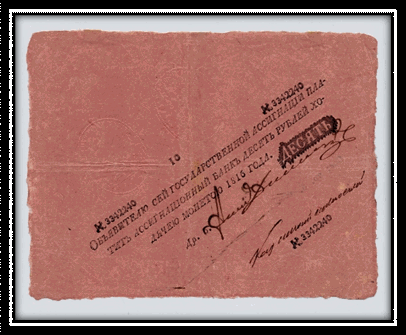 № 3342240
№ 3342240
10
ОБЪЯВИТЕЛЮ СЕЙ ГОСУДАРСТВЕННОЙ АССИГНАЦІИ ПЛА-
ТИТЪ АССИГНАЦІОННЫЙ БАНКЪ ДЕСЯТЬ РУБЛЕЙ ХО-
ДЯЧЕЮ МОНЕТОЮ 1816 ГОДА.
ДЕСЯТЬ
Др.
№ 3342240